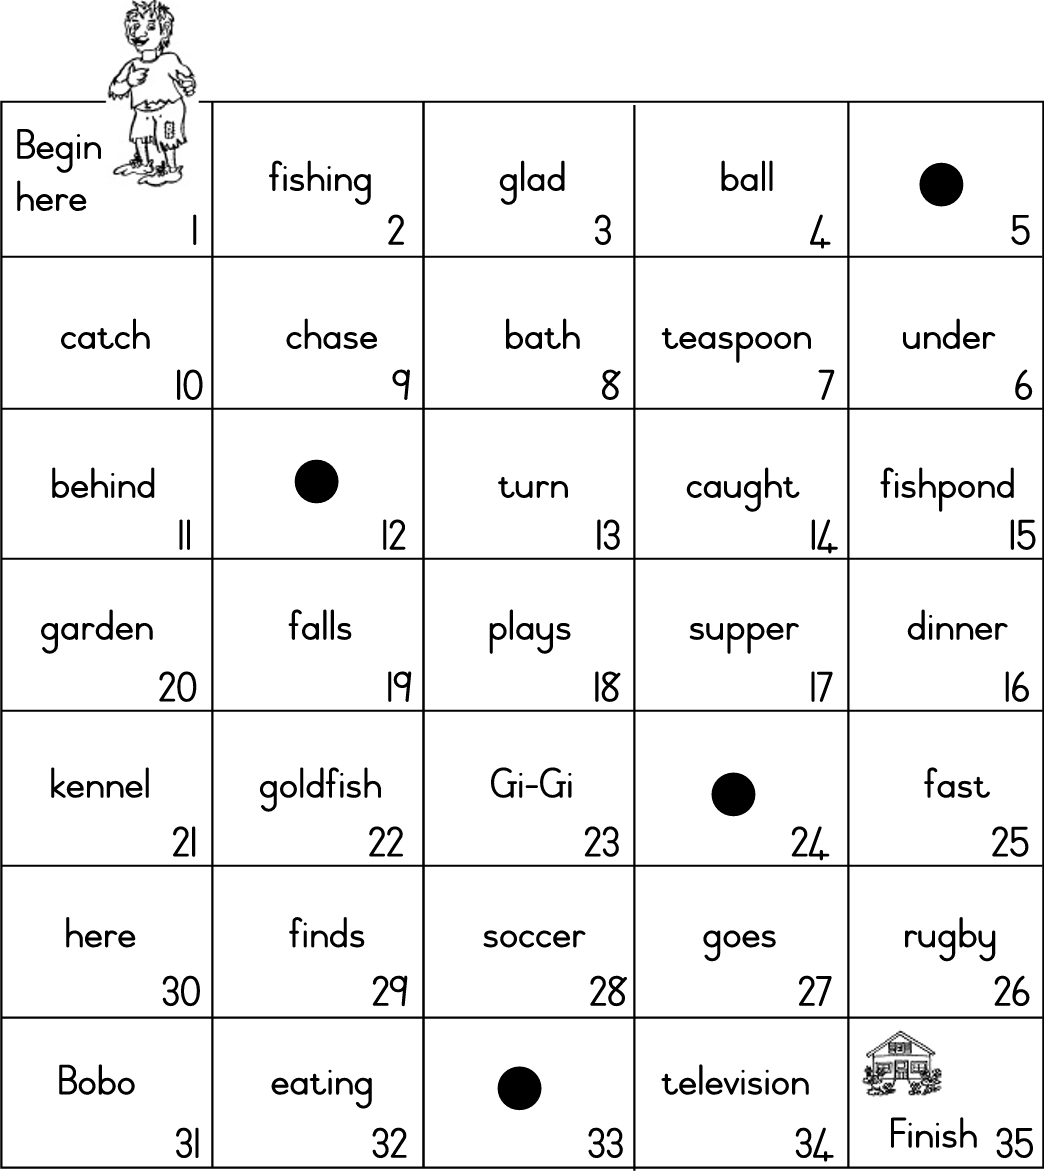 Begin
here
1
fishing
2
glad
3
ball
4
5
catch
10
chase
9
bath
8
teaspoon
7
under
6
behind
11
12
turn
13
caught
14
fishpond
15
garden
20
falls
19
plays
18
supper
17
dinner
16
kennel
21
goldfish
22
Gi-Gi
23
24
fast
25
here
30
finds
29
soccer
28
goes
27
rugby
26
Bobo
31
eating
32
33
television
34
Finish 35